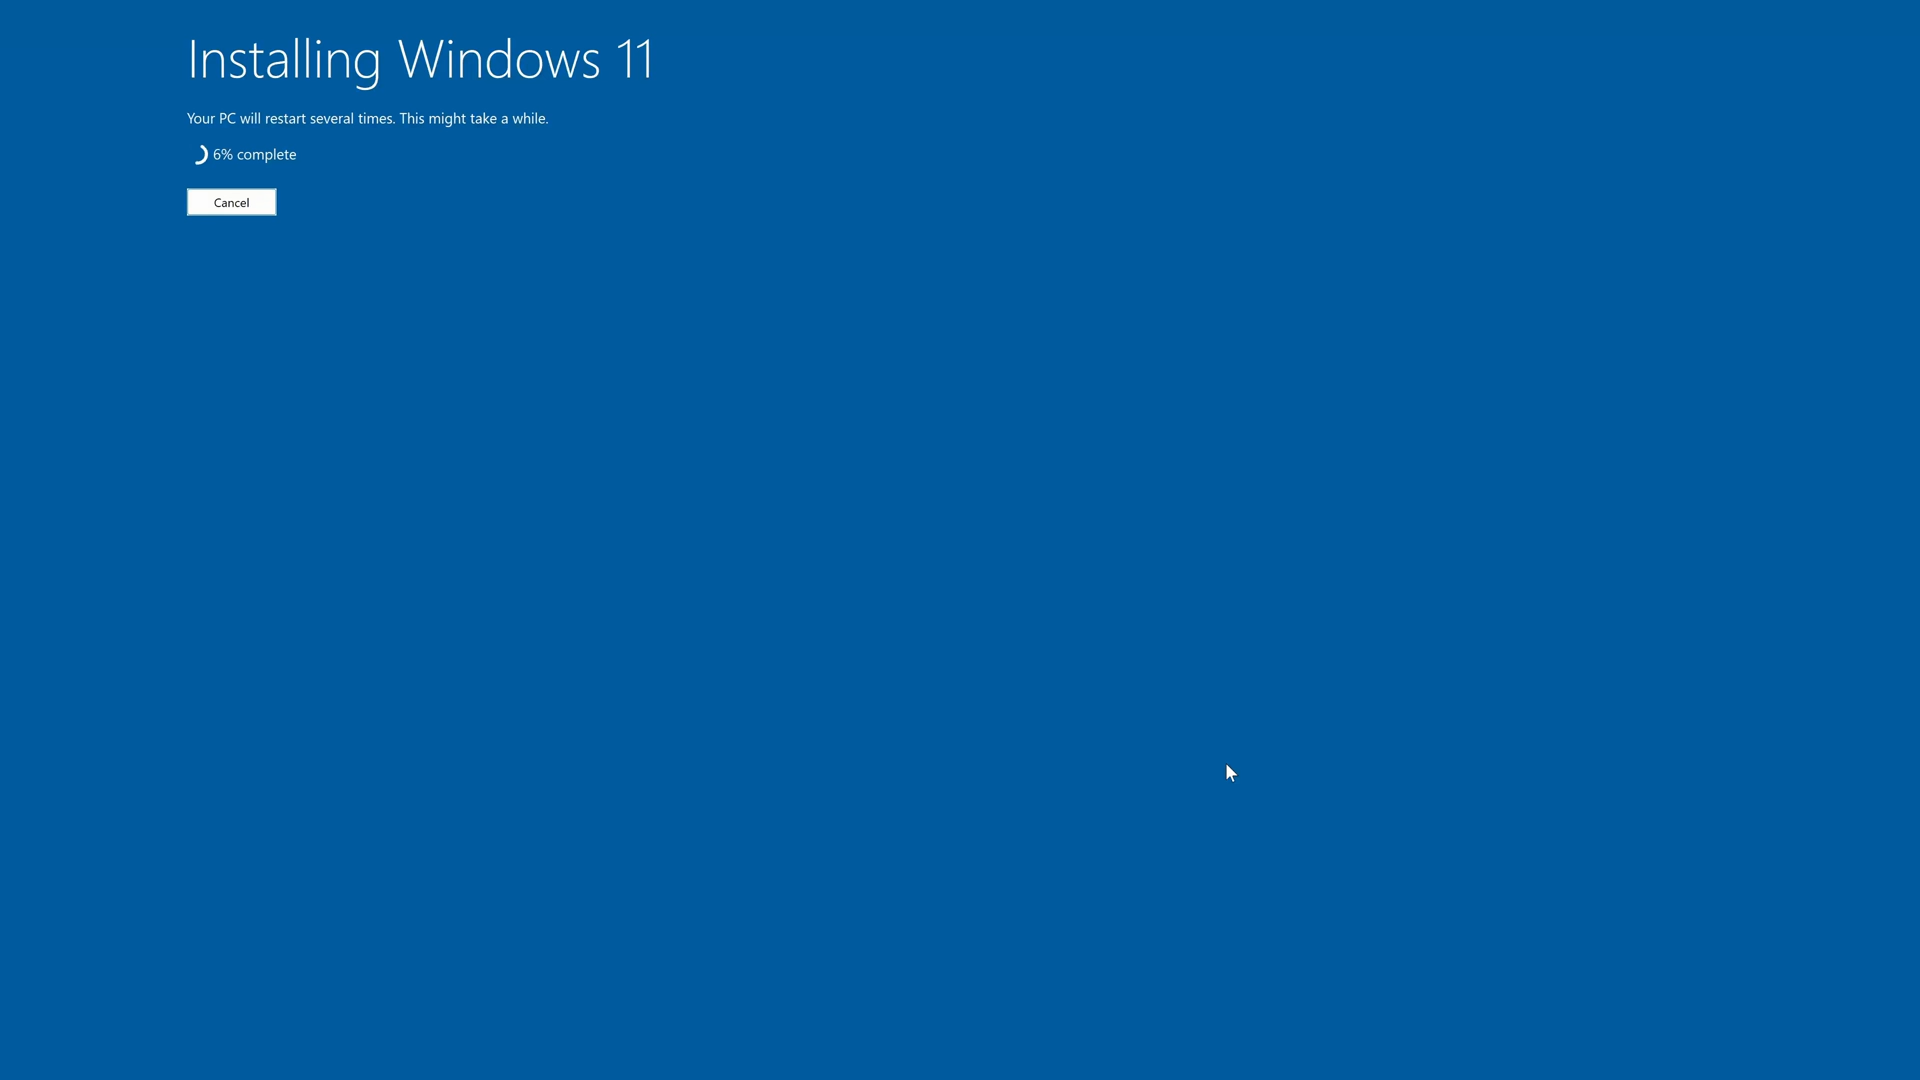 Installing Windows 11
Your PC will restart several times. This might take a while.
6% complete
Cancel